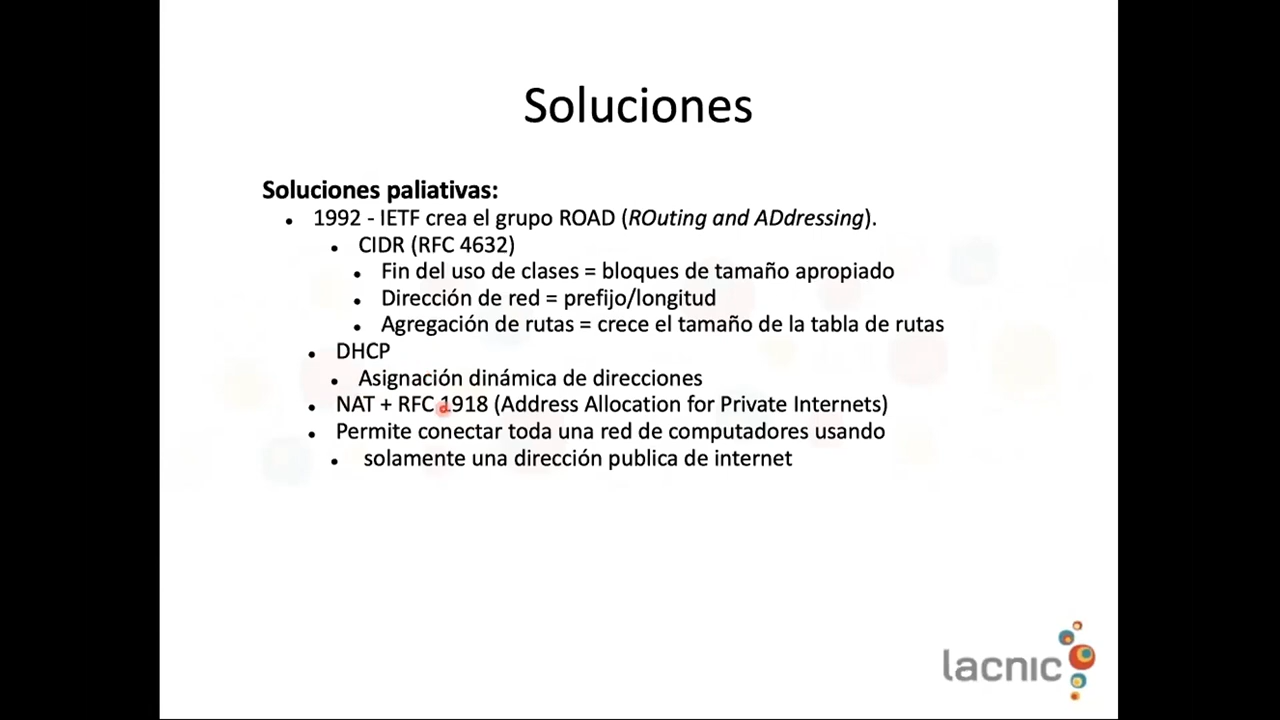 Soluciones
Soluciones paliativas:
• 1992 - IETF crea el grupo ROAD (ROuting and ADdressing).
• CIDR (RFC 4632)
• Fin del uso de clases = bloques de tamaño apropiado
• Dirección de red = prefijo/longitud
• Agregación de rutas = crece el tamaño de la tabla de rutas
• DHCP
• Asignación dinámica de direcciones
• NAT + RFC 1918 (Address Allocation for Private Internets)
• Permite conectar toda una red de computadores usando
• solamente una dirección publica de internet
lacnic